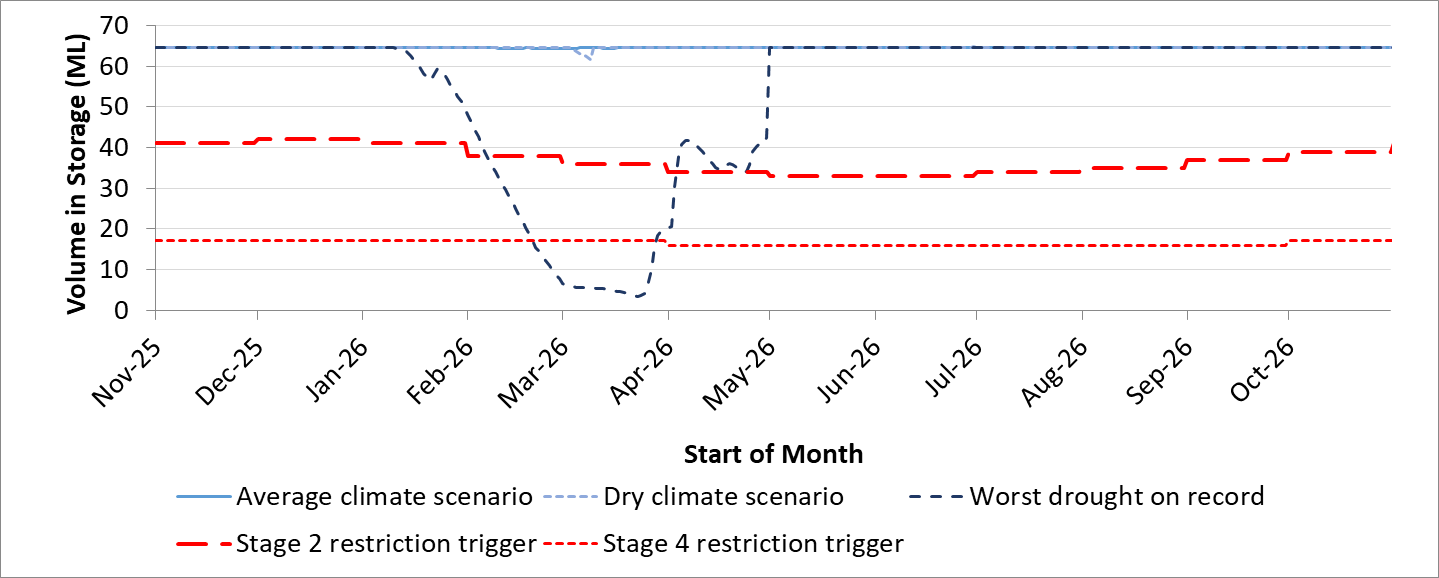 70
60
50
40
30
20
10
0
Volume in Storage (ML)
Nov-25
Dec-25
Jan-26
Feb-26
Mar-26
Apr-26
May-26
Jun-26
Jul-26
Aug-26
Sep-26
Oct-26
Start of Month
Average climate scenario
Dry climate scenario
Worst drought on record
Stage 2 restriction trigger
Stage 4 restriction trigger